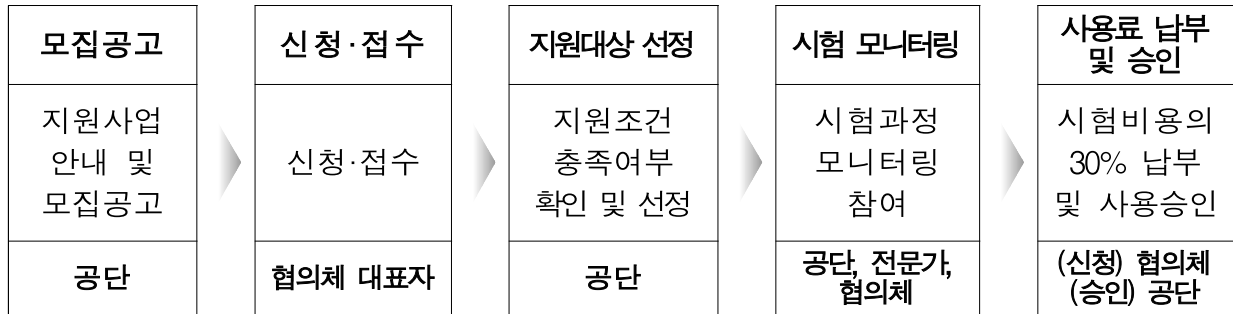 모집공고
지원사업
안내 및
모집공고
공단
신청·접수
신청·접수
협의체 대표자
지원대상 선정
지원조건
충족여부
확인 및 선정
공단
시험 모니터링
시험과정
모니터링
참여
공단, 전문가,
협의체
사용료 납부
및 승인
시험비용의
30% 납부
및 사용승인
(신청) 협의체
(승인) 공단